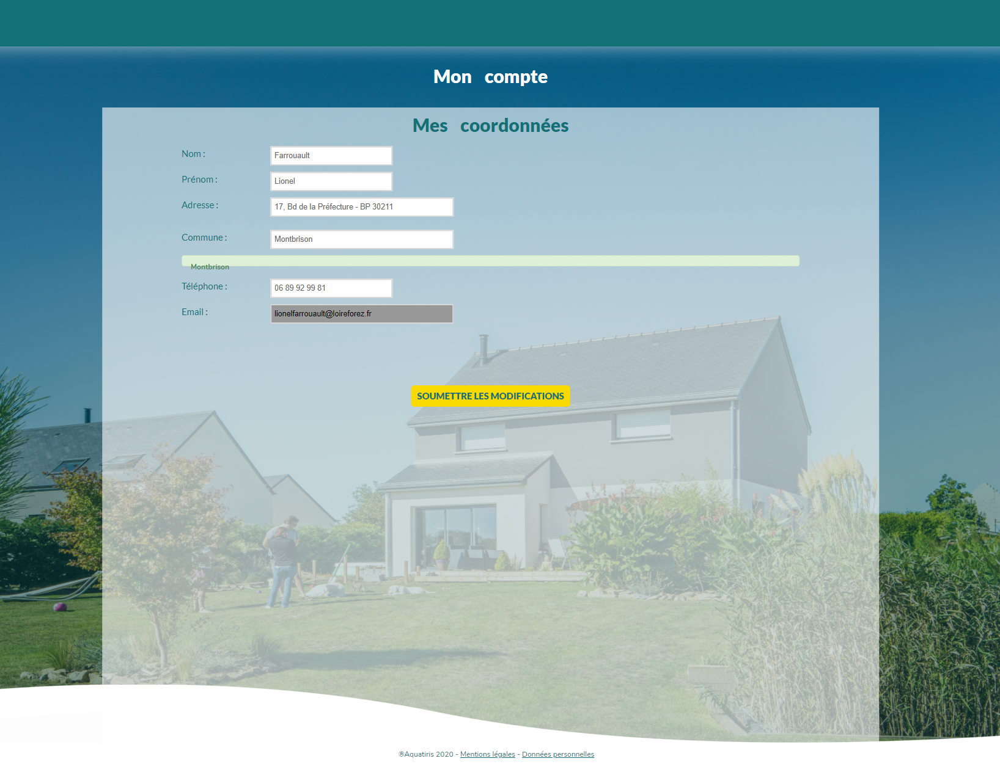 Mon compte
Mes coordonnées
Nom : Farrouault
Prénom : Lionel
Adresse : 17, Bd de la Préfecture - BP 30211
Commune : Montbrison
Montbrison
Téléphone : 06 89 92 99 81
Email : lionelfarrouault@loireforez.fr
SOUMETTRE LES MODIFICATIONS
®Aquatiris 2020 - Mentions légales - Données personnelles